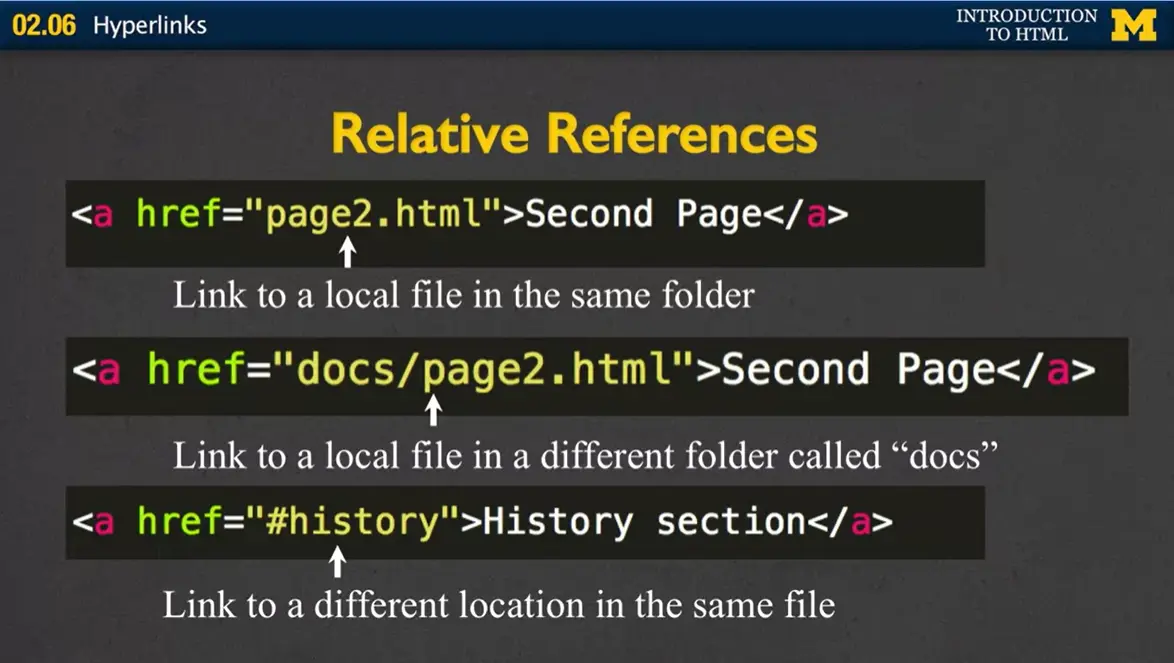 02.06 Hyperlinks
INTRODUCTION
TO HTML
M
Relative References
<a href="page2.html">Second Page</a>
Link to a local file in the same folder
<a href="docs/page2.html">Second Page</a>
Link to a local file in a different folder called “docs”
<a href="#history">History section</a>
Link to a different location in the same file